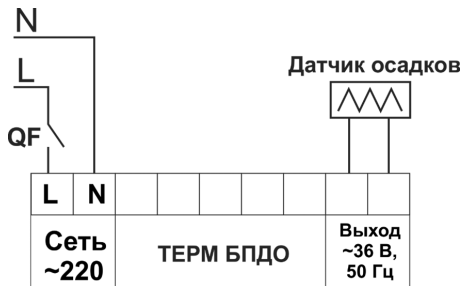 N
L
Датчик осадков
QF
L N
Сеть
~220
ТЕРМ БПДО
Выход
~36 В,
50 Гц